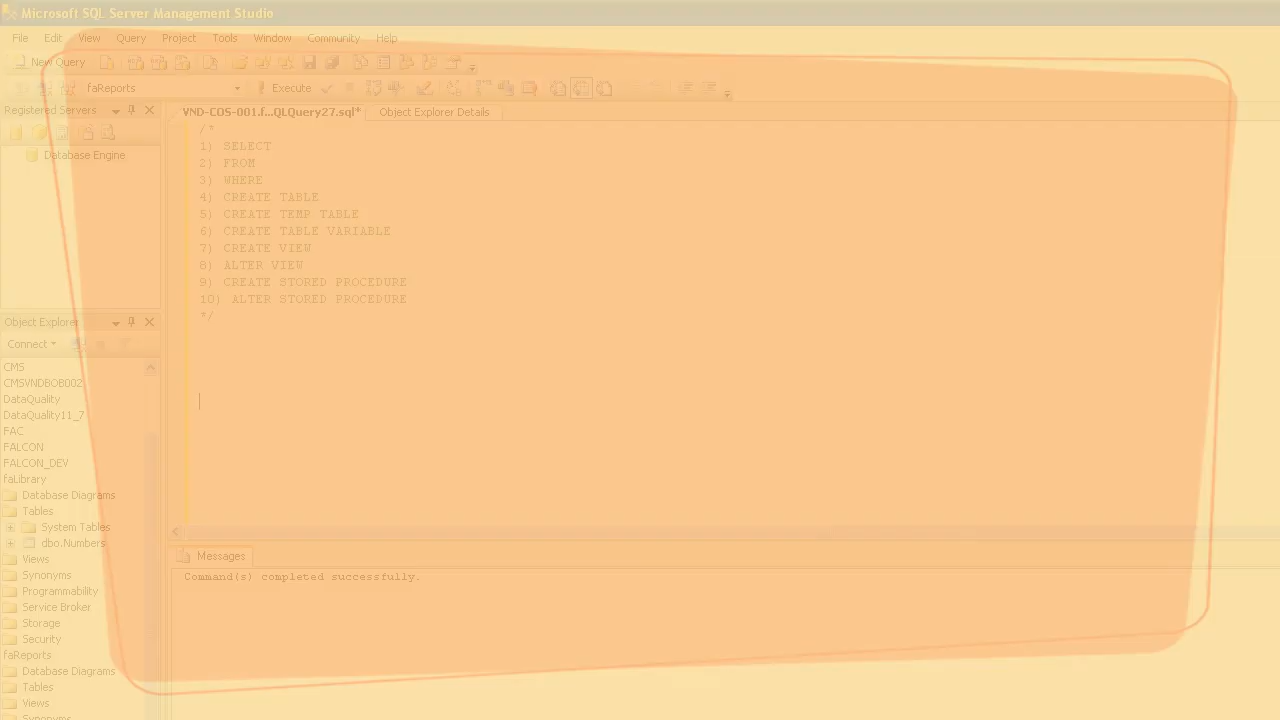 Microsoft SQL Server Management Studio
File Edit View Query Project Tools Window Community Help
New Query
faReports Execute
Registered Servers
VND-COS-001.f...QLQuery27.sql* Object Explorer Details
Database Engine
/*
1) SELECT
2) FROM
3) WHERE
4) CREATE TABLE
5) CREATE TEMP TABLE
6) CREATE TABLE VARIABLE
7) CREATE VIEW
8) ALTER VIEW
9) CREATE STORED PROCEDURE
10) ALTER STORED PROCEDURE
*/
Object Explorer
Connect
CMS
CMSVNDBOB002
DataQuality
DataQuality11_7
FAC
FALCON
FALCON_DEV
faLibrary
Database Diagrams
Tables
System Tables
dbo.Numbers
Views
Synonyms
Programmability
Service Broker
Storage
Security
faReports
Database Diagrams
Tables
Views
Synonyms
Messages
Command(s) completed successfully.